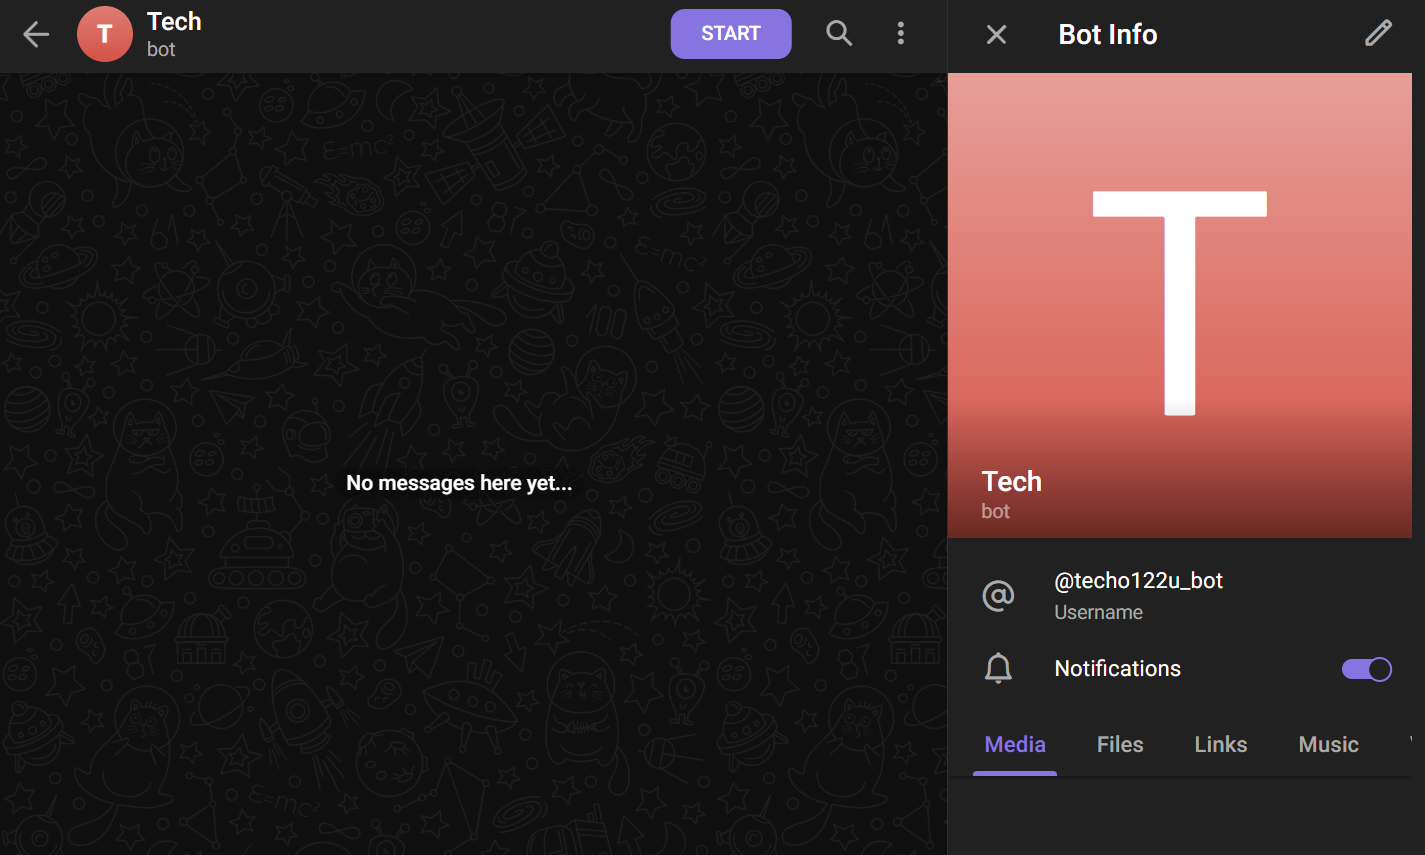 T
Tech
bot
START
No messages here yet...
Bot Info
T
Tech
bot
@techo122u_bot
Username
Notifications
Media Files Links Music